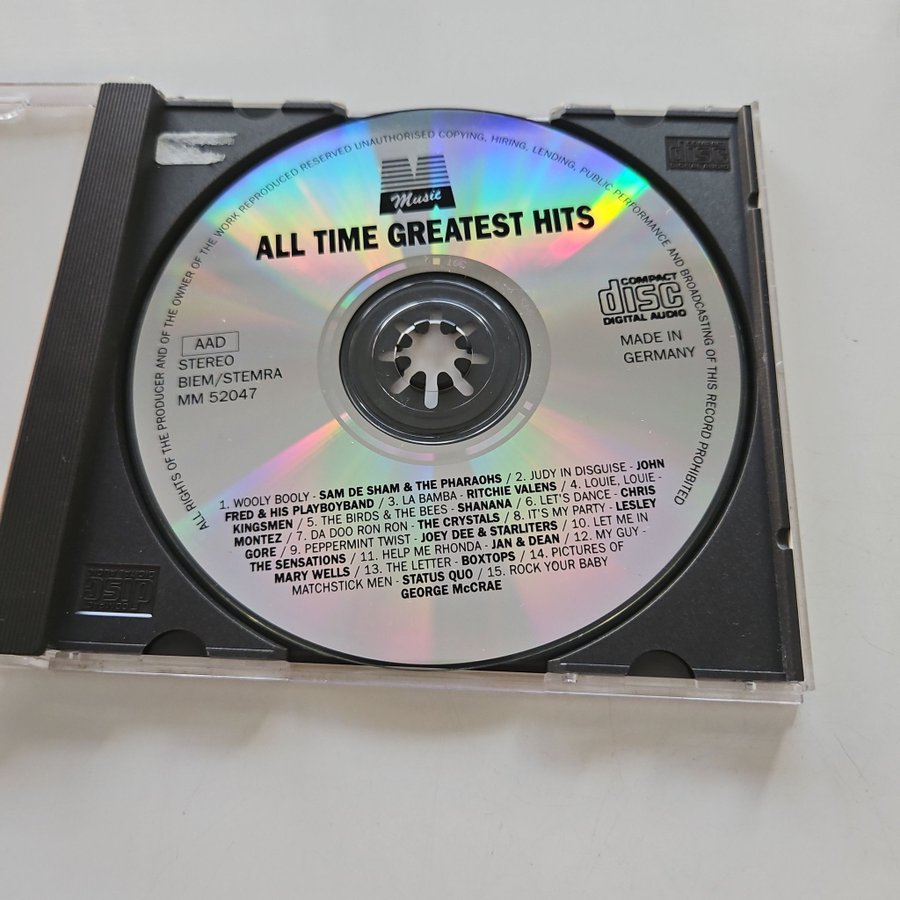 ALL RIGHTS OF THE PRODUCER AND OF THE OWNER OF THE WORK REPRODUCED RESERVED UNAUTHORISED COPYING, HIRING, LENDING, PUBLIC PERFORMANCE AND BROADCASTING OF THIS RECORD PROHIBITED
M
Music
ALL TIME GREATEST HITS
COMPACT
disc
DIGITAL AUDIO
AAD
STEREO
BIEM/STEMRA
MM 52047
MADE IN
GERMANY
1. WOOLY BOOLY - SAM DE SHAM & THE PHARAOHS / 2. JUDY IN DISGUISE - JOHN
FRED & HIS PLAYBOYBAND / 3. LA BAMBA - RITCHIE VALENS / 4. LOUIE, LOUIE -
KINGSMEN / 5. THE BIRDS & THE BEES - SHANANA / 6. LET'S DANCE - CHRIS
MONTEZ / 7. DA DOO RON RON - THE CRYSTALS / 8. IT'S MY PARTY - LESLEY
GORE / 9. PEPPERMINT TWIST - JOEY DEE & STARLITERS / 10. LET ME IN
THE SENSATIONS / 11. HELP ME RHONDA - JAN & DEAN / 12. MY GUY -
MARY WELLS / 13. THE LETTER - BOXTOPS / 14. PICTURES OF
MATCHSTICK MEN - STATUS QUO / 15. ROCK YOUR BABY
GEORGE McCRAE